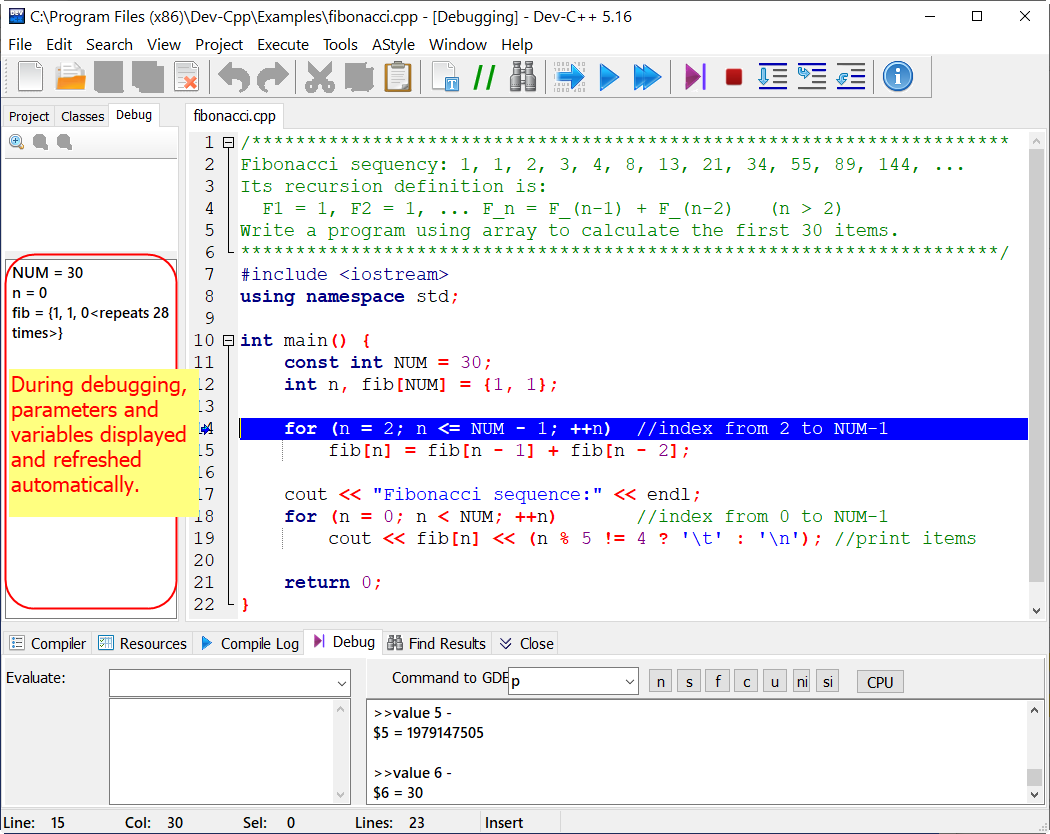 C:\Program Files (x86)\Dev-Cpp\Examples\fibonacci.cpp - [Debugging] - Dev-C++ 5.16
File Edit Search View Project Execute Tools AStyle Window Help
Project Classes Debug
fibonacci.cpp
NUM = 30
n = 0
fib = {1, 1, 0<repeats 28
times>}
During debugging,
parameters and
variables displayed
and refreshed
automatically.
1 /*********************************************************************
2 Fibonacci sequency: 1, 1, 2, 3, 4, 8, 13, 21, 34, 55, 89, 144, ...
3 Its recursion definition is:
4   F1 = 1, F2 = 1, ... F_n = F_(n-1) + F_(n-2)   (n > 2)
5 Write a program using array to calculate the first 30 items.
6 *********************************************************************/
7 #include <iostream>
8 using namespace std;
9
10 int main() {
11     const int NUM = 30;
12     int n, fib[NUM] = {1, 1};
13
14     for (n = 2; n <= NUM - 1; ++n)  //index from 2 to NUM-1
15         fib[n] = fib[n - 1] + fib[n - 2];
16
17     cout << "Fibonacci sequence:" << endl;
18     for (n = 0; n < NUM; ++n)       //index from 0 to NUM-1
19         cout << fib[n] << (n % 5 != 4 ? '\t' : '\n'); //print items
20
21     return 0;
22 }
Compiler Resources Compile Log Debug Find Results Close
Evaluate:
Command to GDB p n s f c u ni si CPU
>>value 5 -
$5 = 1979147505
>>value 6 -
$6 = 30
Line: 15 Col: 30 Sel: 0 Lines: 23 Insert